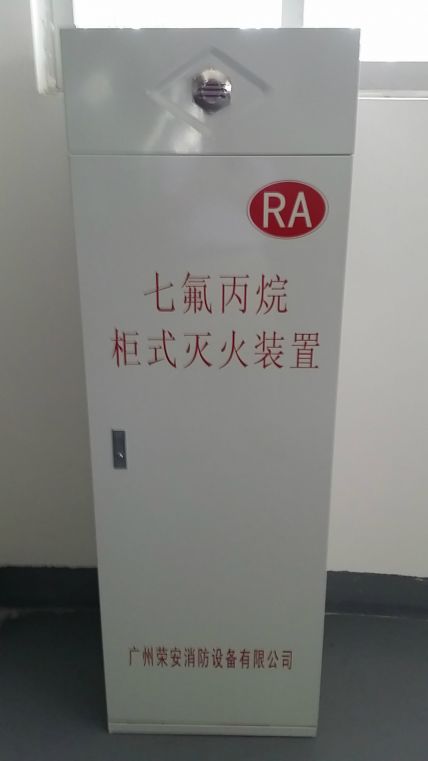 RA
七氟丙烷
柜式灭火装置
广州荣安消防设备有限公司